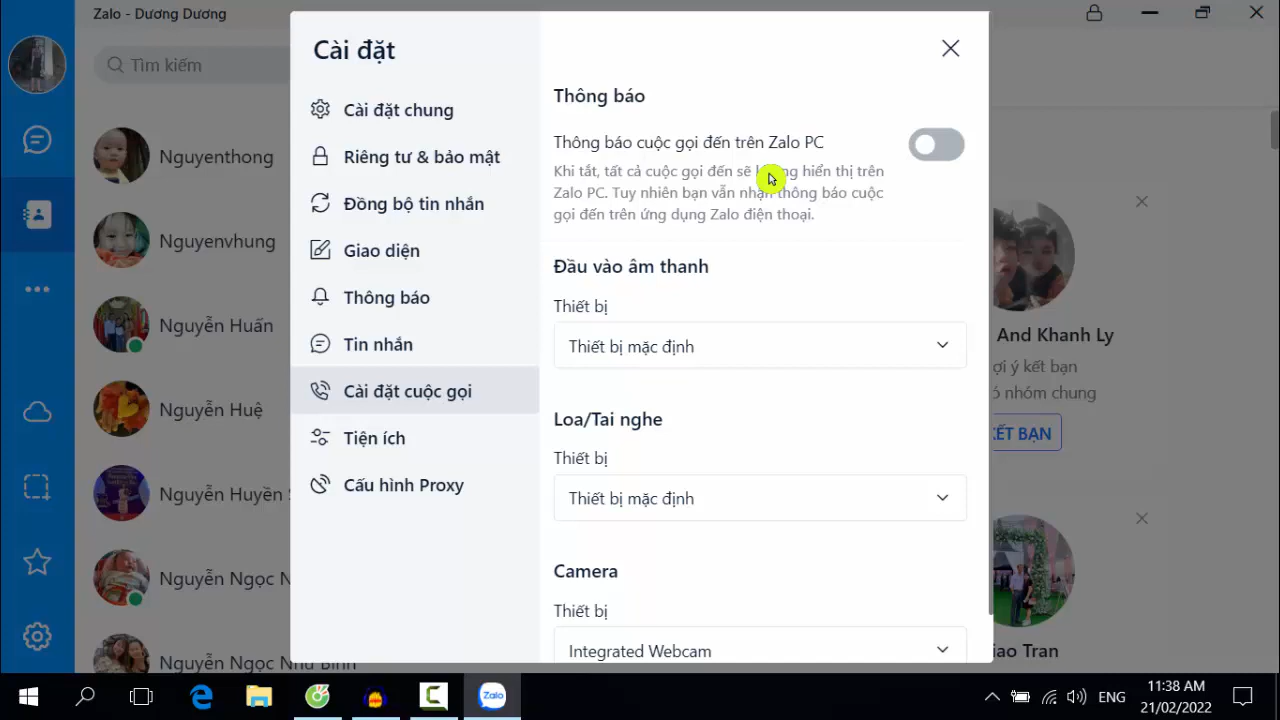 Zalo - Dương Dương
Tìm kiếm
Nguyenthong
Nguyenvhung
Nguyễn Huấn
Nguyễn Huệ
Nguyễn Huyền
Nguyễn Ngọc
Nguyễn Ngọc Như Bình
Cài đặt
Cài đặt chung
Riêng tư & bảo mật
Đồng bộ tin nhắn
Giao diện
Thông báo
Tin nhắn
Cài đặt cuộc gọi
Tiện ích
Cấu hình Proxy
Thông báo
Thông báo cuộc gọi đến trên Zalo PC
Khi tắt, tất cả cuộc gọi đến sẽ không hiển thị trên
Zalo PC. Tuy nhiên bạn vẫn nhận thông báo cuộc
gọi đến trên ứng dụng Zalo điện thoại.
Đầu vào âm thanh
Thiết bị
Thiết bị mặc định
Loa/Tai nghe
Thiết bị
Thiết bị mặc định
Camera
Thiết bị
Integrated Webcam
And Khanh Ly
ợi ý kết bạn
ó nhóm chung
KẾT BẠN
iao Tran
Zalo
ENG
11:38 AM
21/02/2022